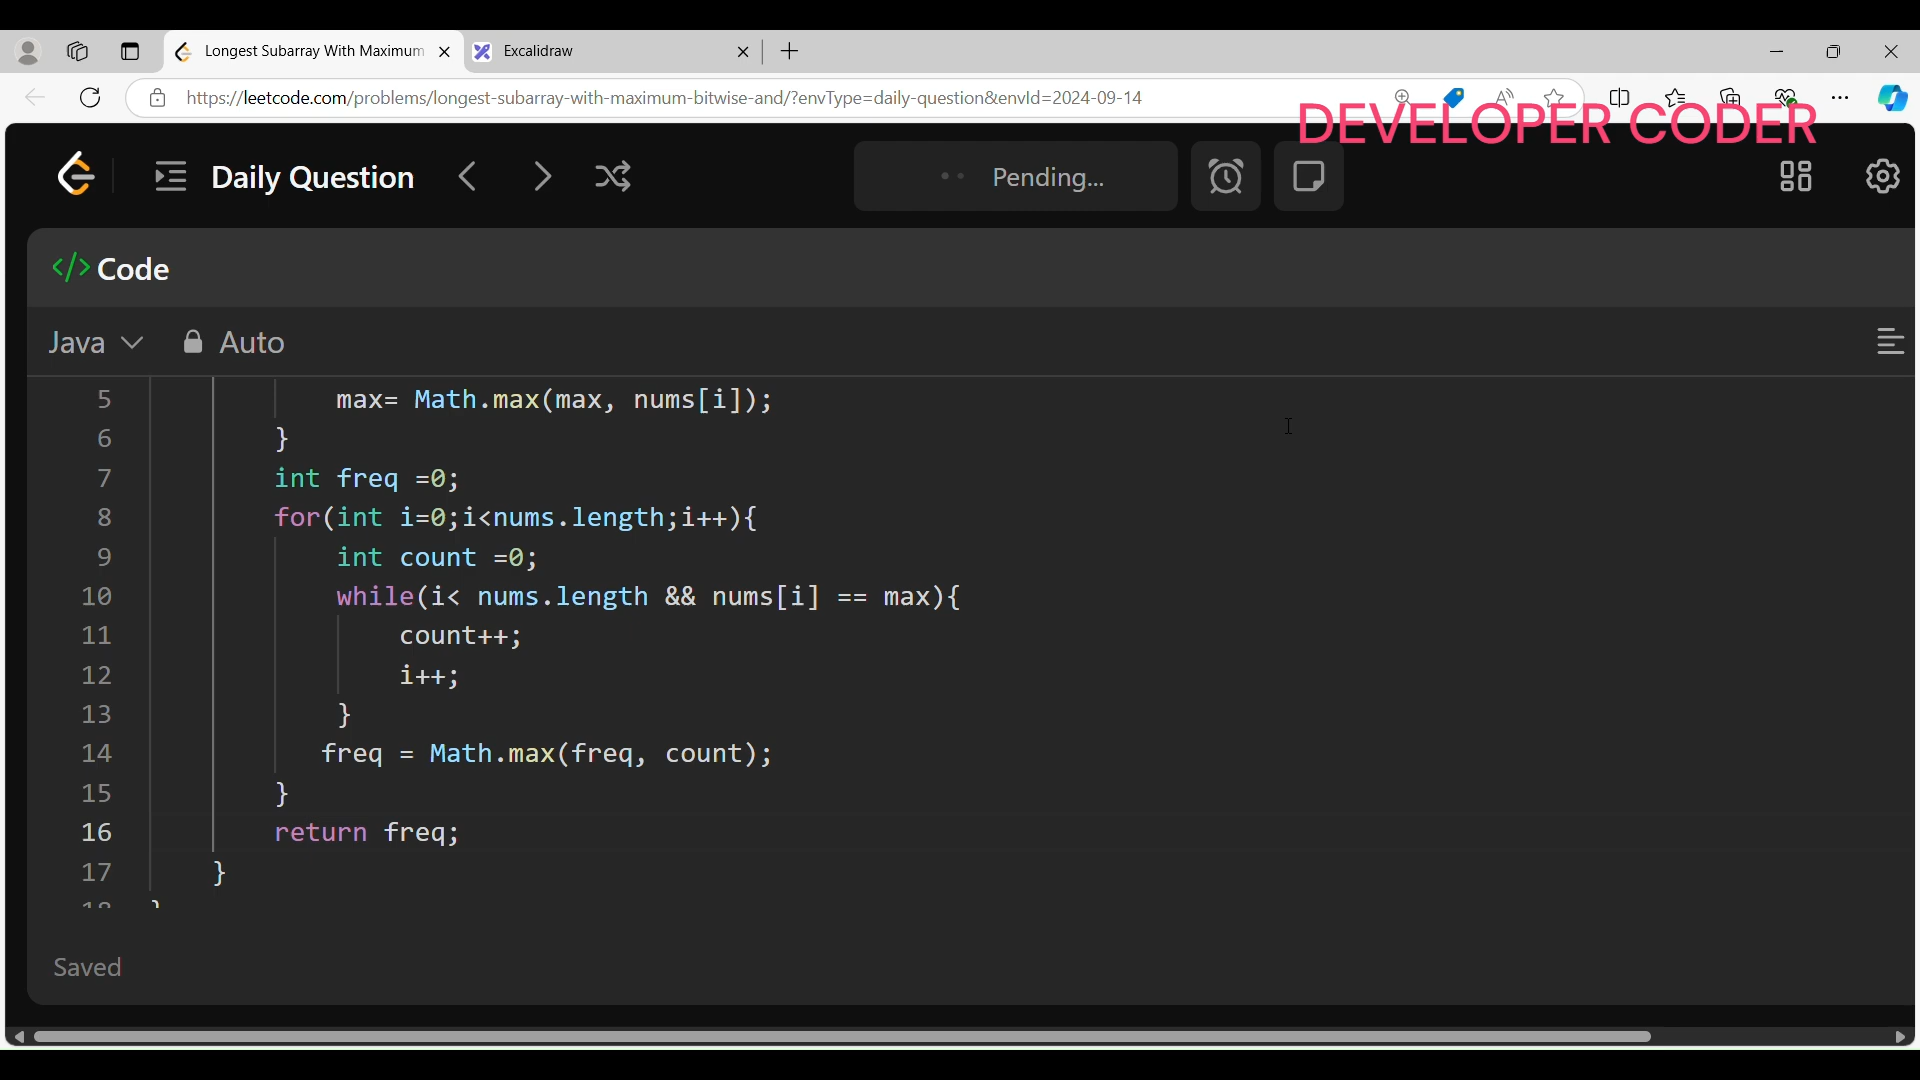 Longest Subarray With Maximum
Excalidraw
https://leetcode.com/problems/longest-subarray-with-maximum-bitwise-and/?envType=daily-question&envId=2024-09-14
DEVELOPER CODER
Daily Question
Pending...
</> Code
Java Auto
5 max= Math.max(max, nums[i]);
6 }
7 int freq =0;
8 for(int i=0;i<nums.length;i++){
9 int count =0;
10 while(i< nums.length && nums[i] == max){
11 count++;
12 i++;
13 }
14 freq = Math.max(freq, count);
15 }
16 return freq;
17 }
18 }
Saved